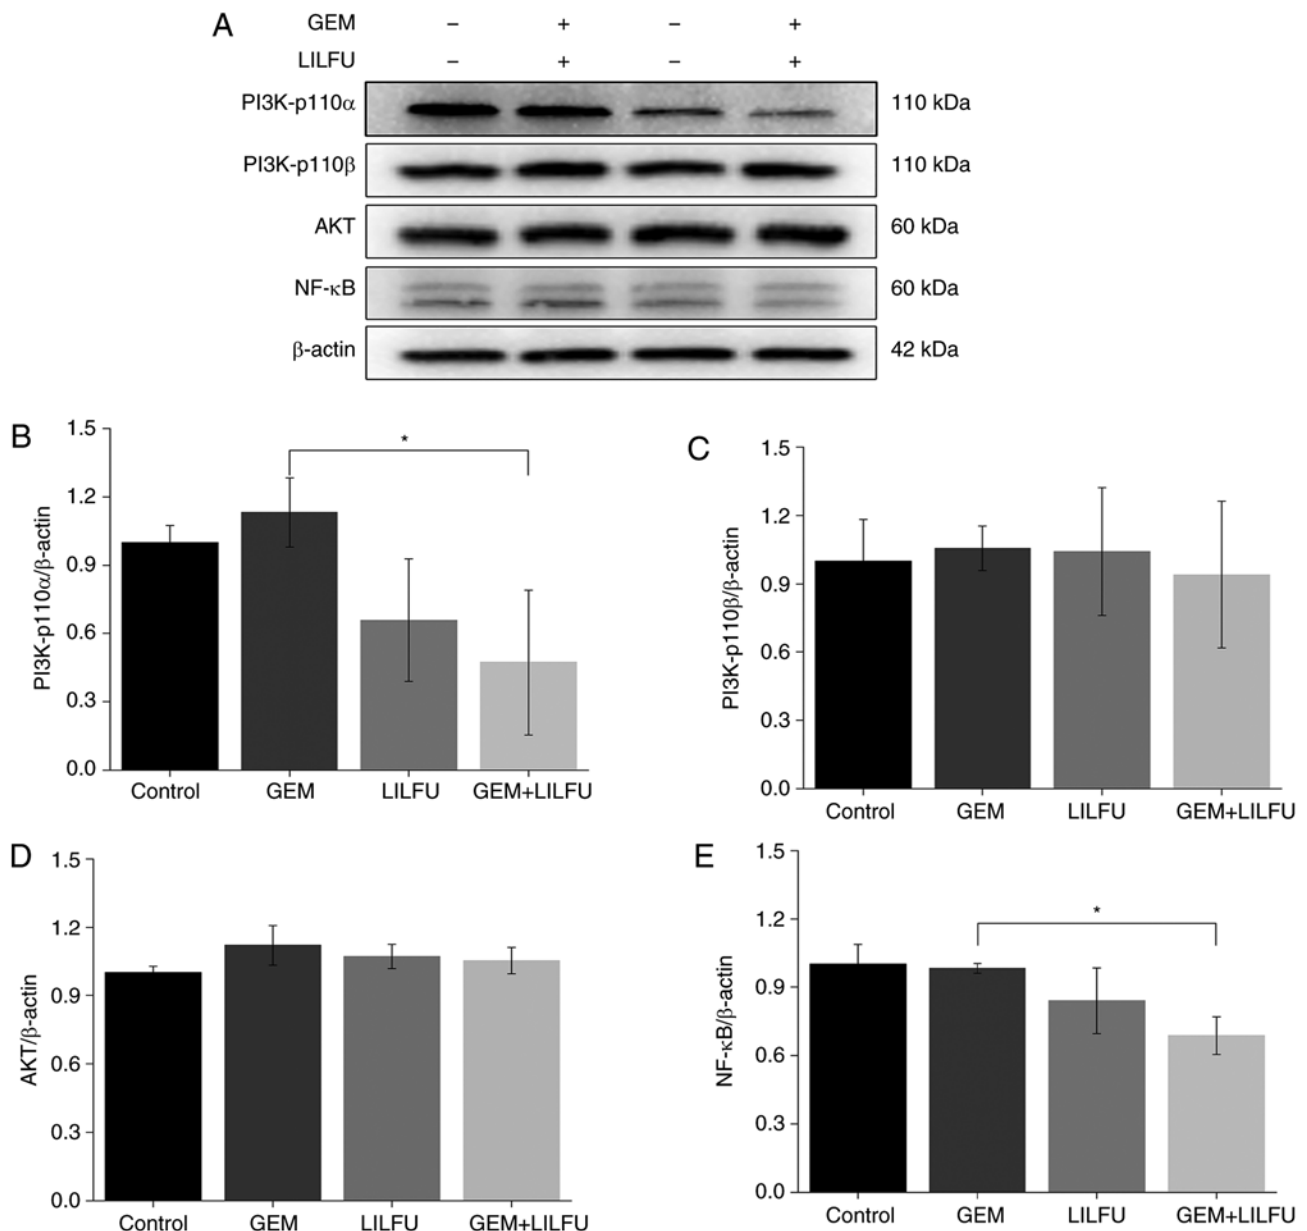 A
GEM – + – +
LILFU – + – +
PI3K-p110α 110 kDa
PI3K-p110β 110 kDa
AKT 60 kDa
NF-κB 60 kDa
β-actin 42 kDa
B
PI3K-p110α/β-actin
1.5
1.2
0.9
0.6
0.3
0.0
*
Control GEM LILFU GEM+LILFU
C
PI3K-p110β/β-actin
1.5
1.2
0.9
0.6
0.3
0.0
Control GEM LILFU GEM+LILFU
D
AKT/β-actin
1.5
1.2
0.9
0.6
0.3
0.0
Control GEM LILFU GEM+LILFU
E
NF-κB/β-actin
1.5
1.2
0.9
0.6
0.3
0.0
*
Control GEM LILFU GEM+LILFU